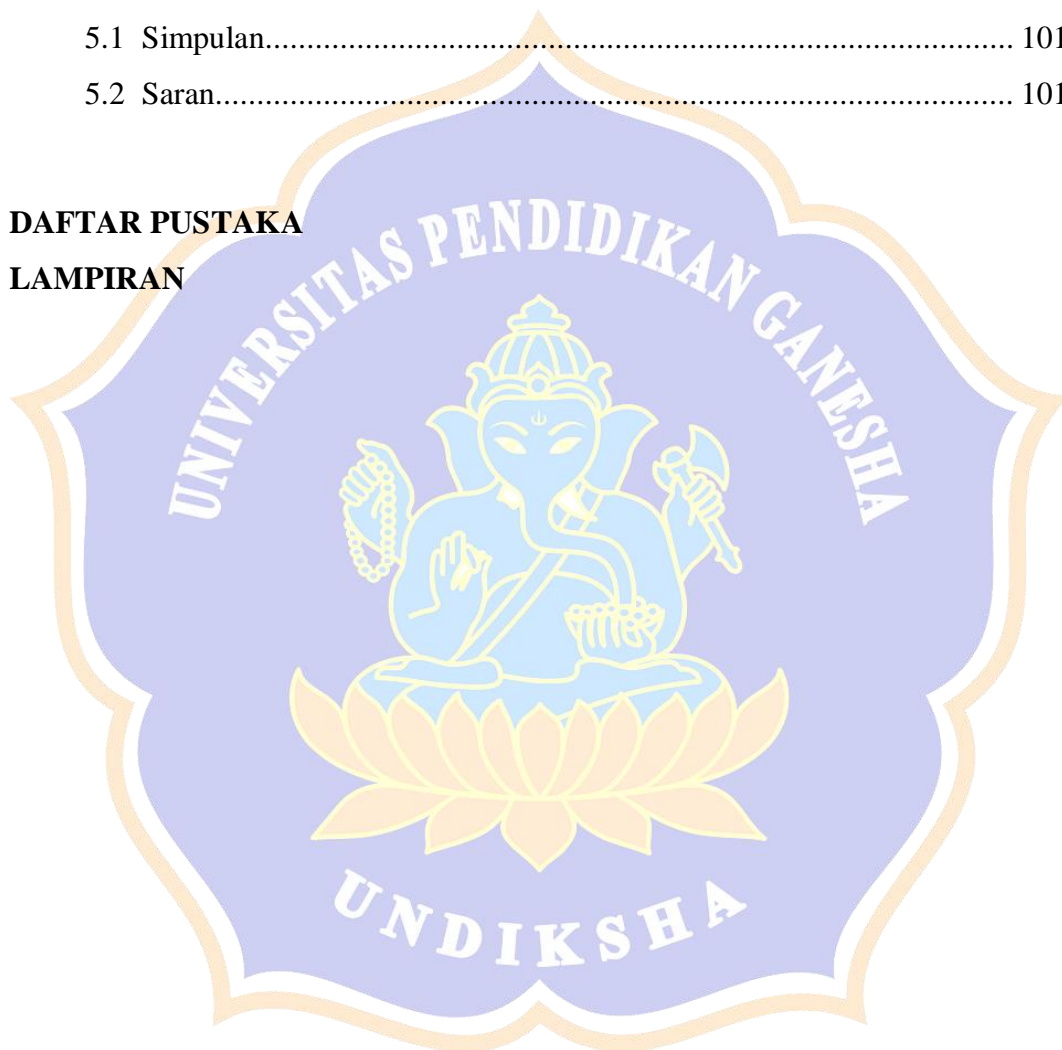 5.1 Simpulan........................................................................................... 101
5.2 Saran................................................................................................. 101
DAFTAR PUSTAKA
LAMPIRAN
UNIVERSITAS PENDIDIKAN GANESHA
UNDIKSHA